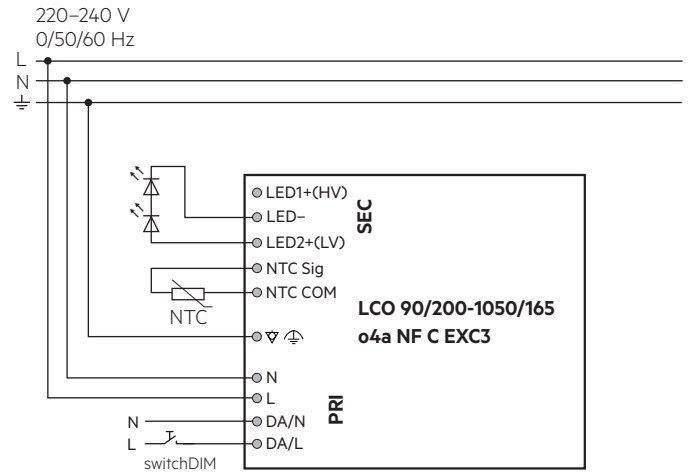 220–240 V
0/50/60 Hz
L
N
LED1+(HV)
LED–
LED2+(LV)
SEC
NTC Sig
NTC COM
NTC
LCO 90/200-1050/165
o4a NF C EXC3
N
L
PRI
N DA/N
L DA/L
switchDIM